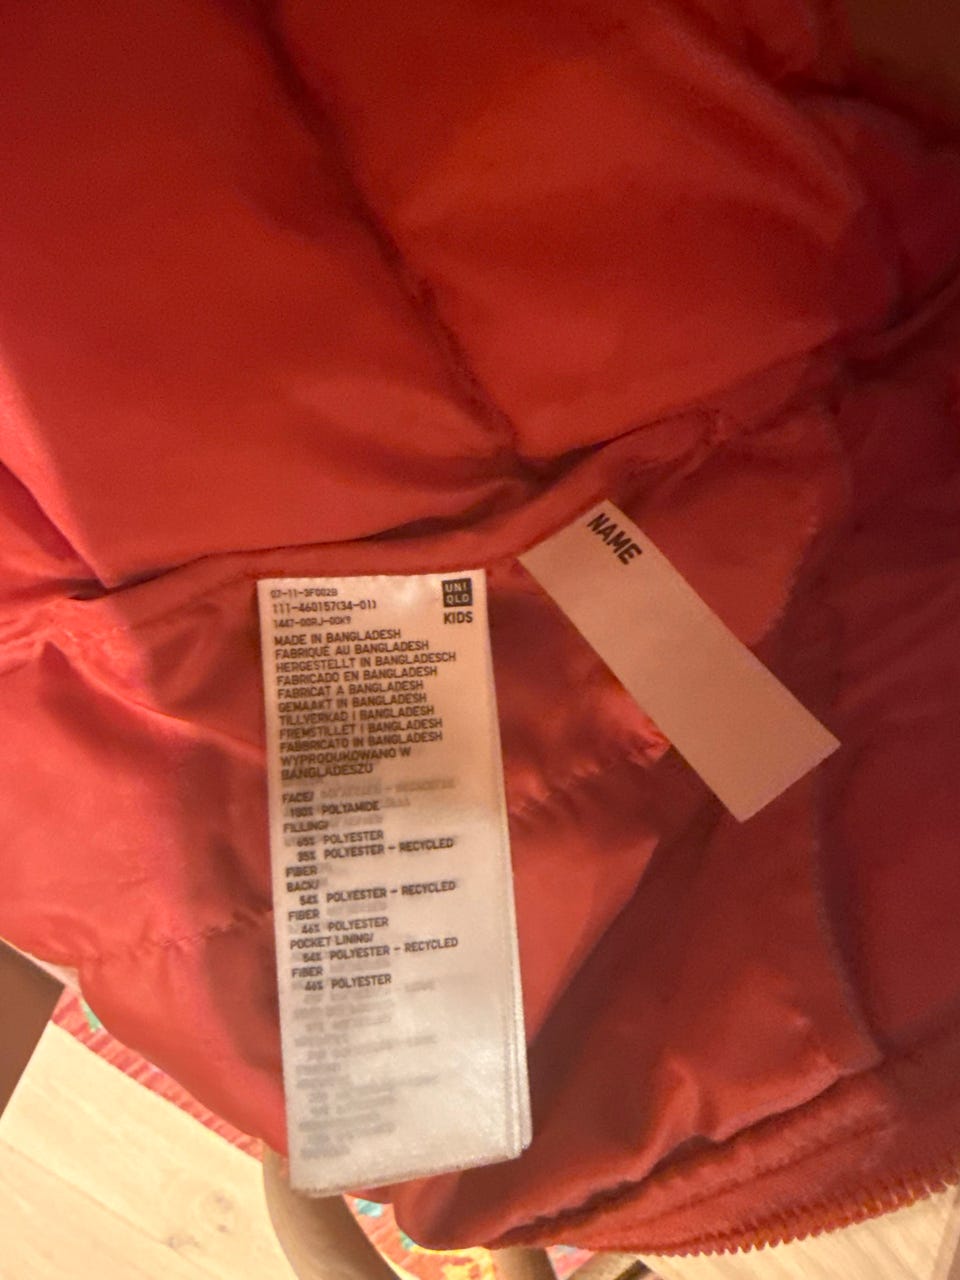 07-11-3F002B
111-460157(34-01)
1447-00RJ-00K9
UNI
QLO
KIDS
MADE IN BANGLADESH
FABRIQUÉ AU BANGLADESH
HERGESTELLT IN BANGLADESCH
FABRICADO EN BANGLADESH
FABRICAT A BANGLADESH
GEMAAKT IN BANGLADESH
TILLVERKAD I BANGLADESH
FREMSTILLET I BANGLADESH
FABBRICATO IN BANGLADESH
WYPRODUKOWANO W
BANGLADESZU
FACE/
100% POLYAMIDE
FILLING/
65% POLYESTER
35% POLYESTER - RECYCLED
FIBER
BACK/
54% POLYESTER - RECYCLED
FIBER
46% POLYESTER
POCKET LINING/
54% POLYESTER - RECYCLED
FIBER
46% POLYESTER
NAME